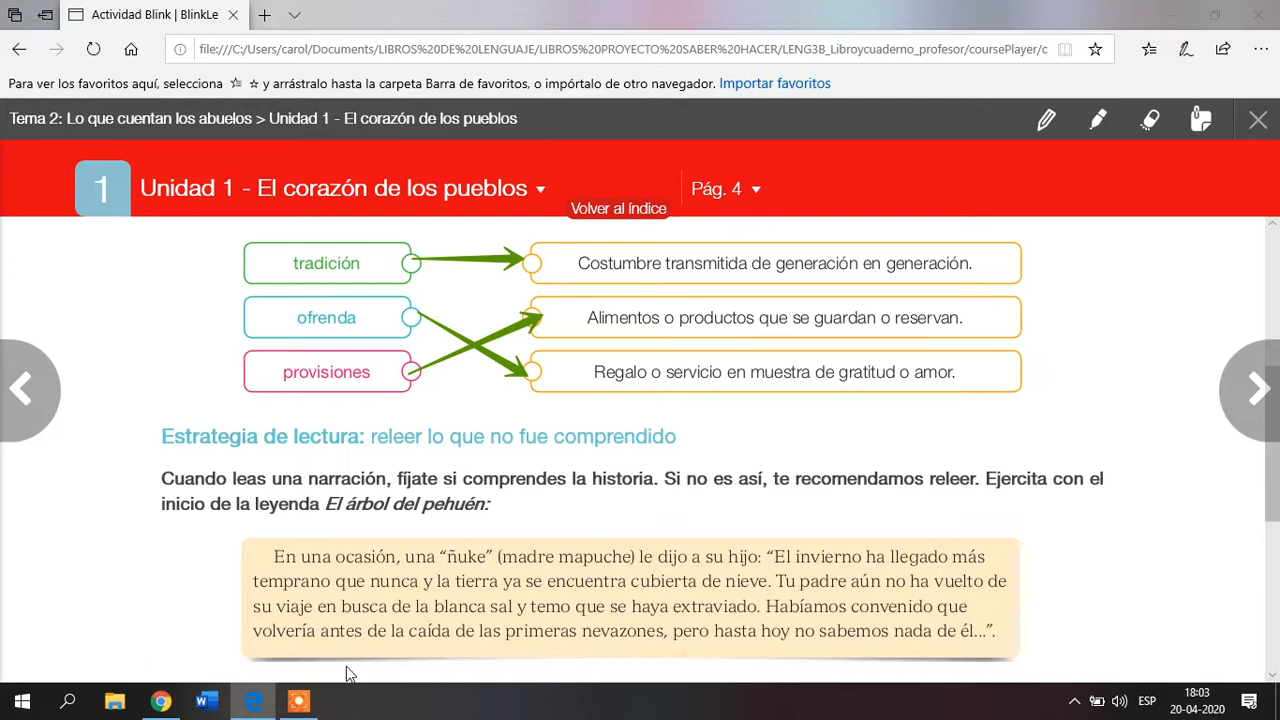 Actividad Blink | BlinkLe
file:///C:/Users/carol/Documents/LIBROS%20DE%20LENGUAJE/LIBROS%20PROYECTO%20SABER%20HACER/LENG3B_Libroycuaderno_profesor/coursePlayer/c
Para ver los favoritos aquí, selecciona y arrástralo hasta la carpeta Barra de favoritos, o impórtalo de otro navegador. Importar favoritos
Tema 2: Lo que cuentan los abuelos > Unidad 1 - El corazón de los pueblos
1 Unidad 1 - El corazón de los pueblos Pág. 4
Volver al índice
tradición Costumbre transmitida de generación en generación.
ofrenda Alimentos o productos que se guardan o reservan.
provisiones Regalo o servicio en muestra de gratitud o amor.
Estrategia de lectura: releer lo que no fue comprendido
Cuando leas una narración, fíjate si comprendes la historia. Si no es así, te recomendamos releer. Ejercita con el
inicio de la leyenda El árbol del pehuén:
En una ocasión, una “ñuke” (madre mapuche) le dijo a su hijo: “El invierno ha llegado más
temprano que nunca y la tierra ya se encuentra cubierta de nieve. Tu padre aún no ha vuelto de
su viaje en busca de la blanca sal y temo que se haya extraviado. Habíamos convenido que
volvería antes de la caída de las primeras nevazones, pero hasta hoy no sabemos nada de él...”.
ESP
18:03
20-04-2020